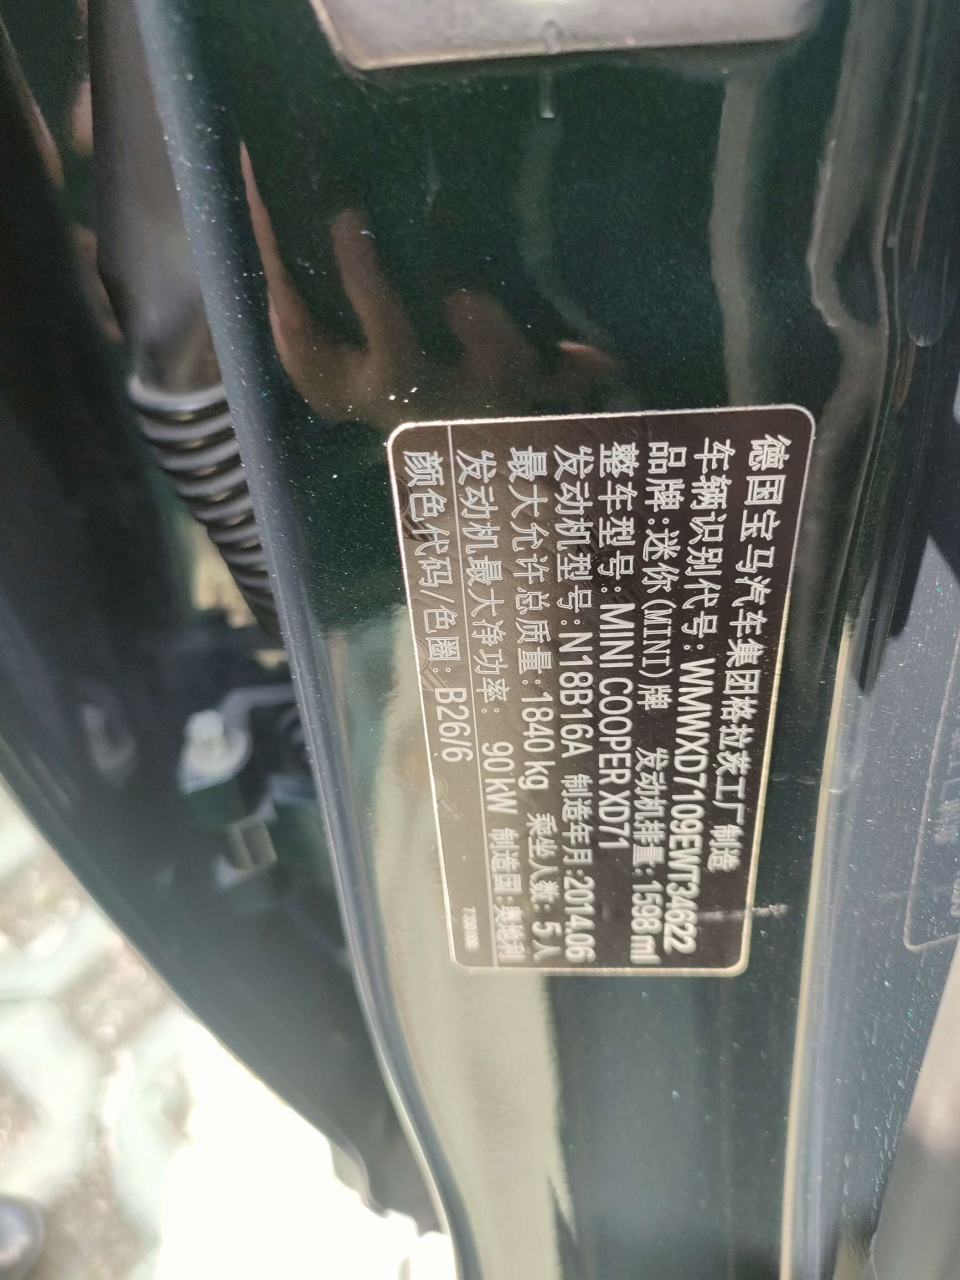 德国宝马汽车集团格拉茨工厂制造
车辆识别代号:WMWXD7109EWT34622
品牌:迷你(MINI)牌 发动机排量:1598 ml
整车型号:MINI COOPER XD71
发动机型号:N18B16A 制造年月:2014.06
最大允许总质量:1840 kg 乘坐人数:5人
发动机最大净功率: 90 kW 制造国:奥地利
颜色代码/色圈: B26/6